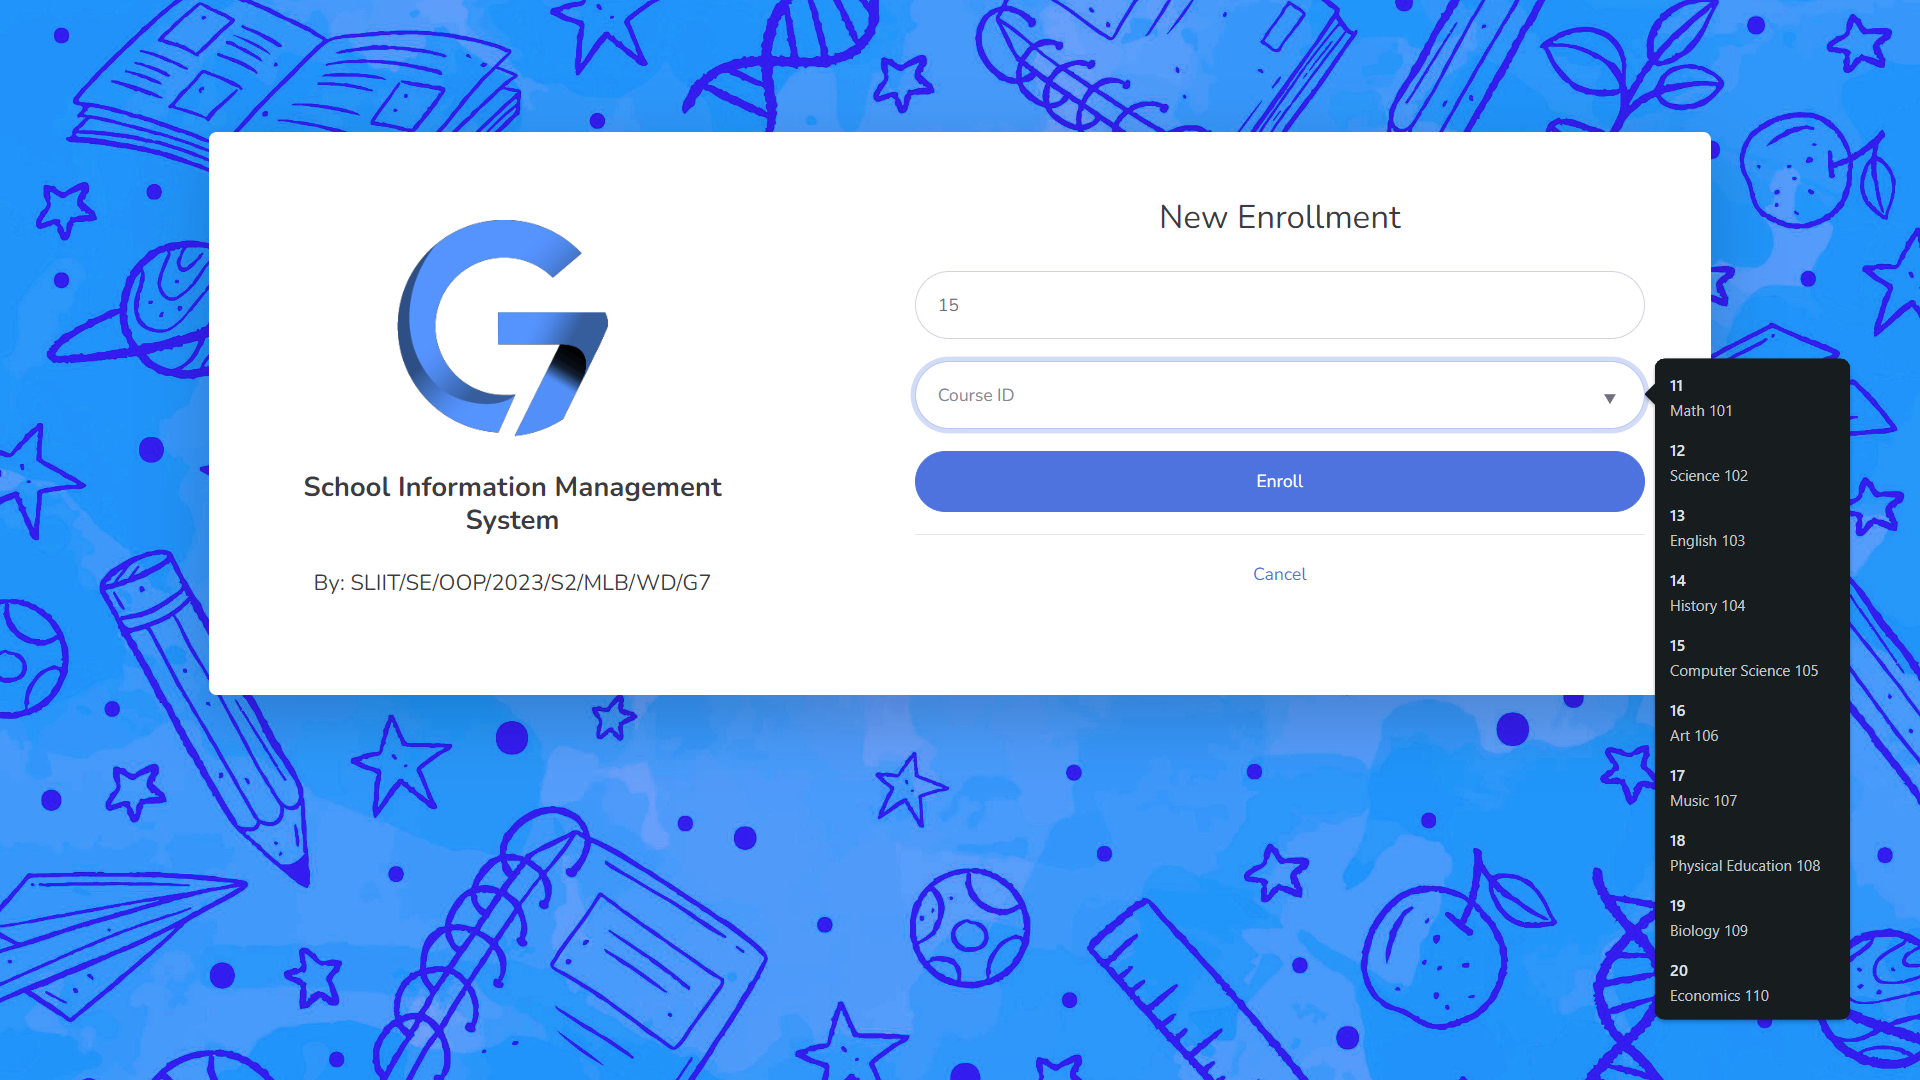 School Information Management
System
By: SLIIT/SE/OOP/2023/S2/MLB/WD/G7
New Enrollment
15
Course ID
Enroll
Cancel
11
Math 101
12
Science 102
13
English 103
14
History 104
15
Computer Science 105
16
Art 106
17
Music 107
18
Physical Education 108
19
Biology 109
20
Economics 110